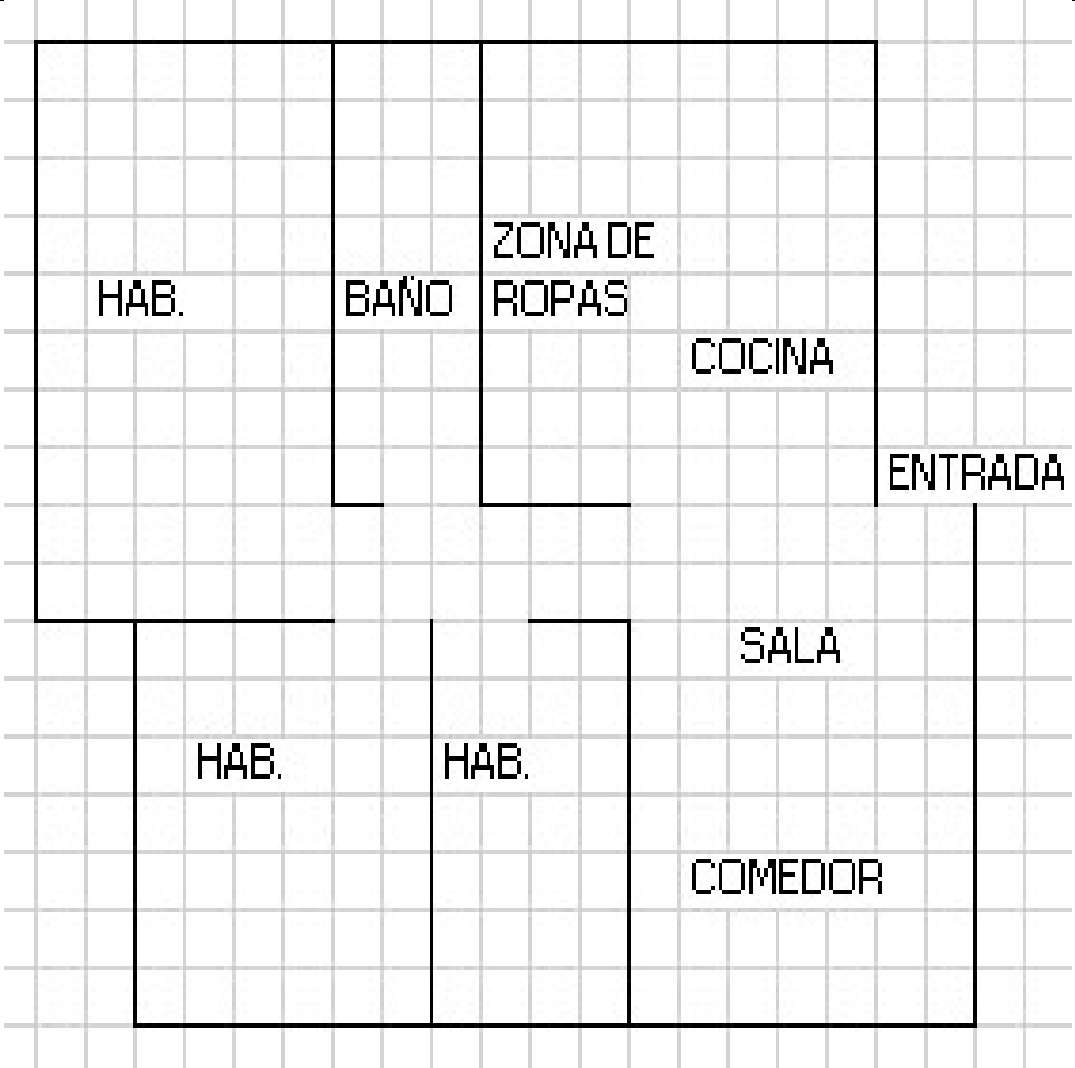 ZONA DE
ROPAS
HAB.
BAÑO
COCINA
ENTRADA
SALA
HAB.
HAB.
COMEDOR